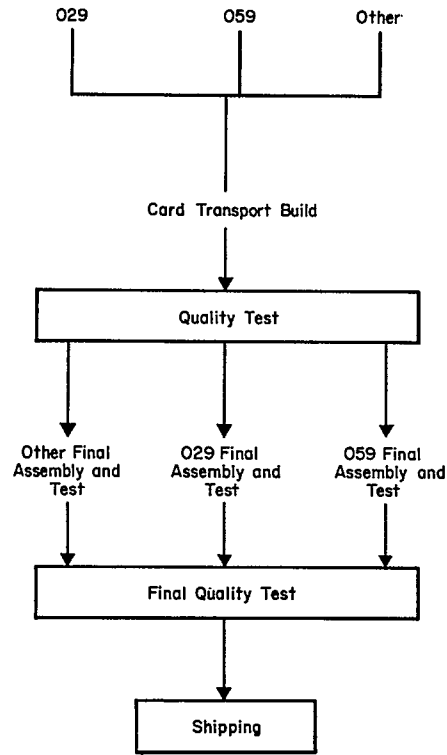 029
059
Other
Card Transport Build
Quality Test
Other Final
Assembly and
Test
029 Final
Assembly and
Test
059 Final
Assembly and
Test
Final Quality Test
Shipping